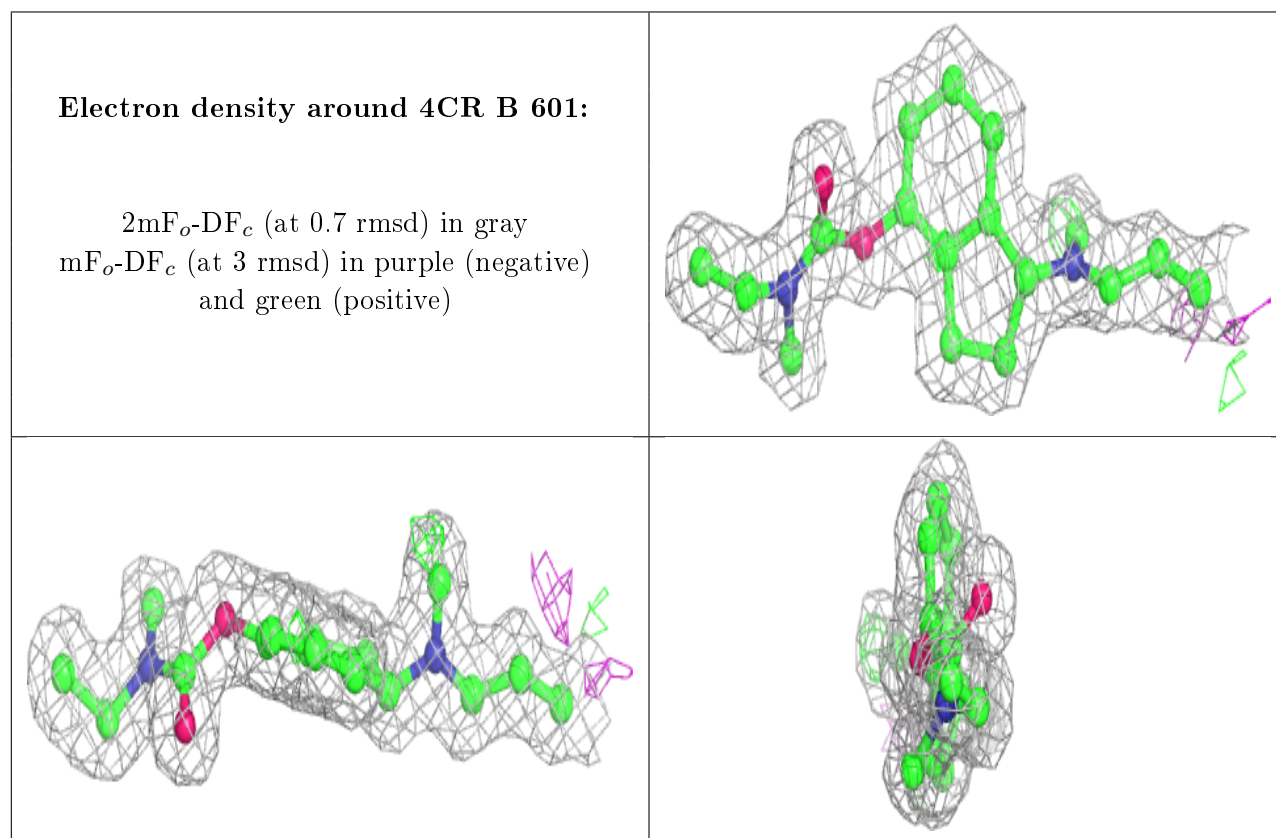 Electron density around 4CR B 601:
2mFo-DFc (at 0.7 rmsd) in gray
mFo-DFc (at 3 rmsd) in purple (negative)
and green (positive)